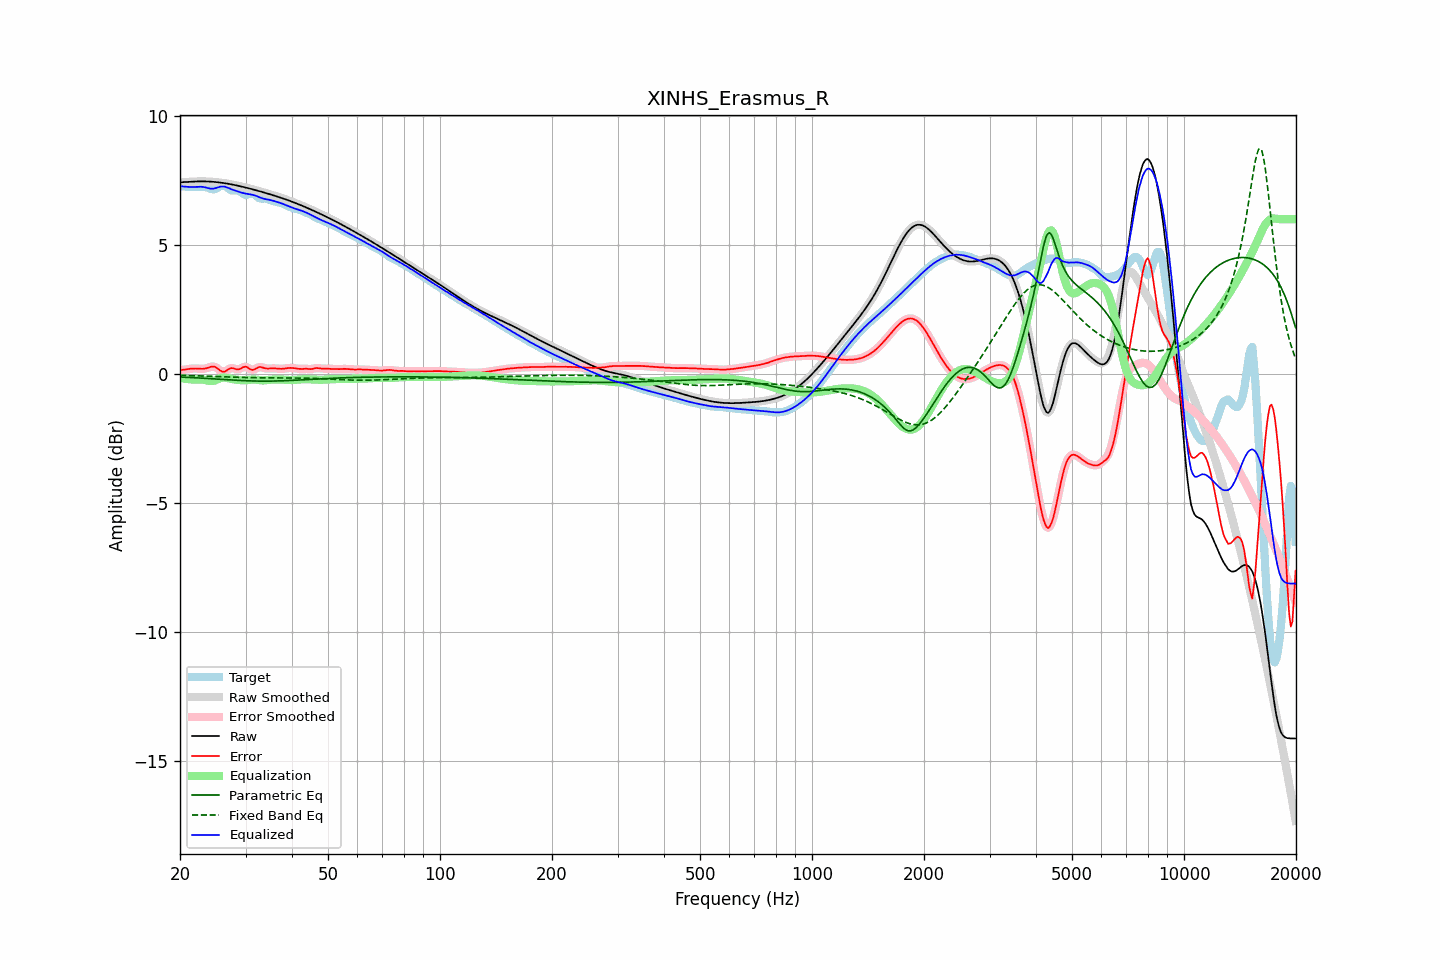 XINHS_Erasmus_R
10
5
0
−5
−10
−15
Amplitude (dBr)
Target
Raw Smoothed
Error Smoothed
Raw
Error
Equalization
Parametric Eq
Fixed Band Eq
Equalized
20 50 100 200 500 1000 2000 5000 10000 20000
Frequency (Hz)